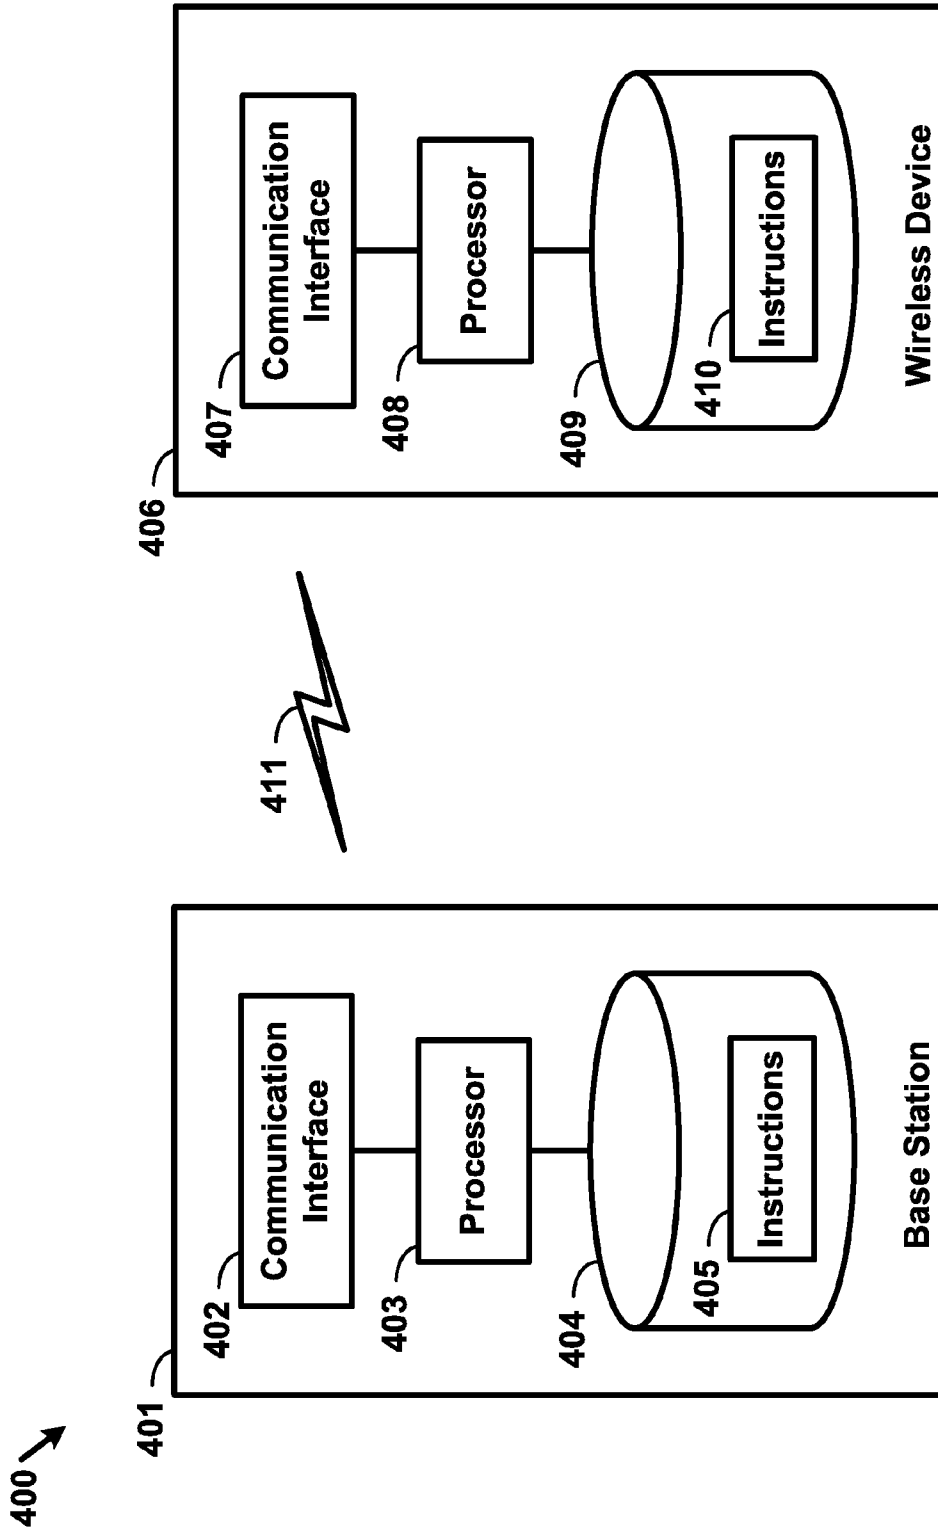 400
401
402
Communication
Interface
403
Processor
404
405
Instructions
Base Station
411
406
407
Communication
Interface
408
Processor
409
410
Instructions
Wireless Device